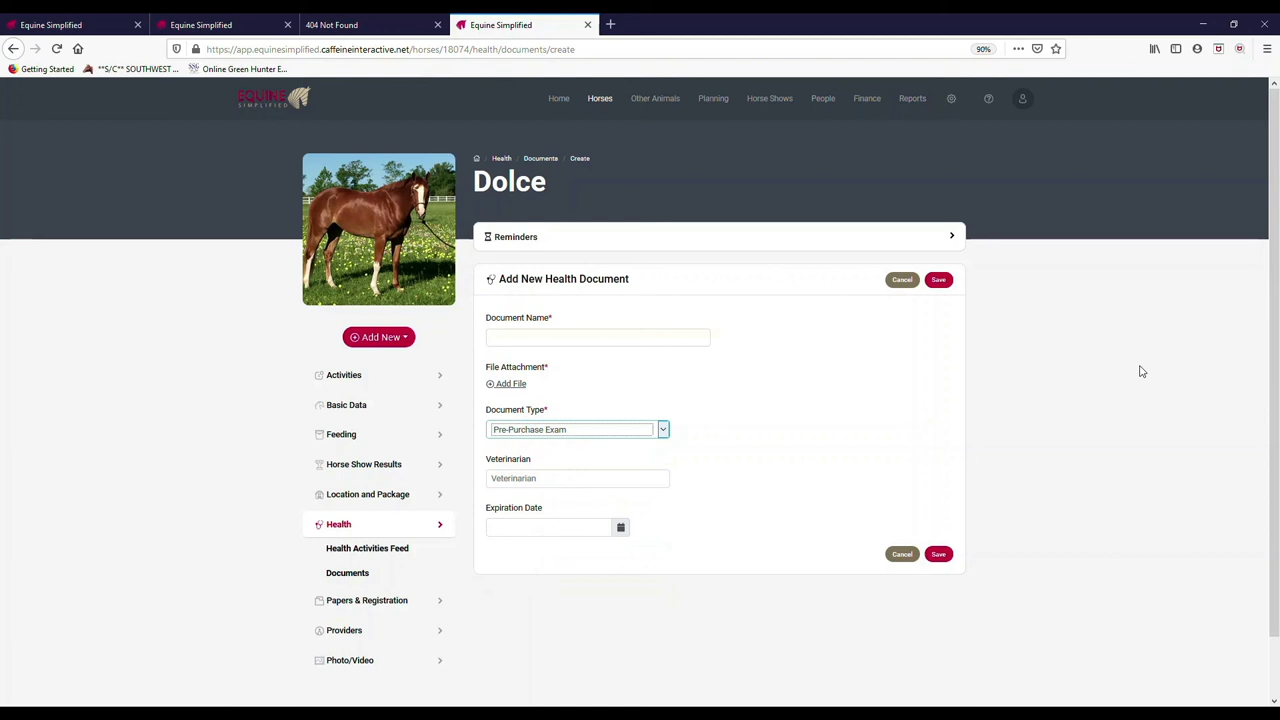 Equine Simplified
Equine Simplified
404 Not Found
Equine Simplified
https://app.equinesimplified.caffeineinteractive.net/horses/18074/health/documents/create
90%
Getting Started
**S/C** SOUTHWEST ...
Online Green Hunter E...
EQUINE
SIMPLIFIED
Home
Horses
Other Animals
Planning
Horse Shows
People
Finance
Reports
Health / Documents / Create
Dolce
Reminders
Add New Health Document
Cancel
Save
Document Name*
File Attachment*
Add File
Document Type*
Pre-Purchase Exam
Veterinarian
Veterinarian
Expiration Date
Cancel
Save
Add New
Activities
Basic Data
Feeding
Horse Show Results
Location and Package
Health
Health Activities Feed
Documents
Papers & Registration
Providers
Photo/Video